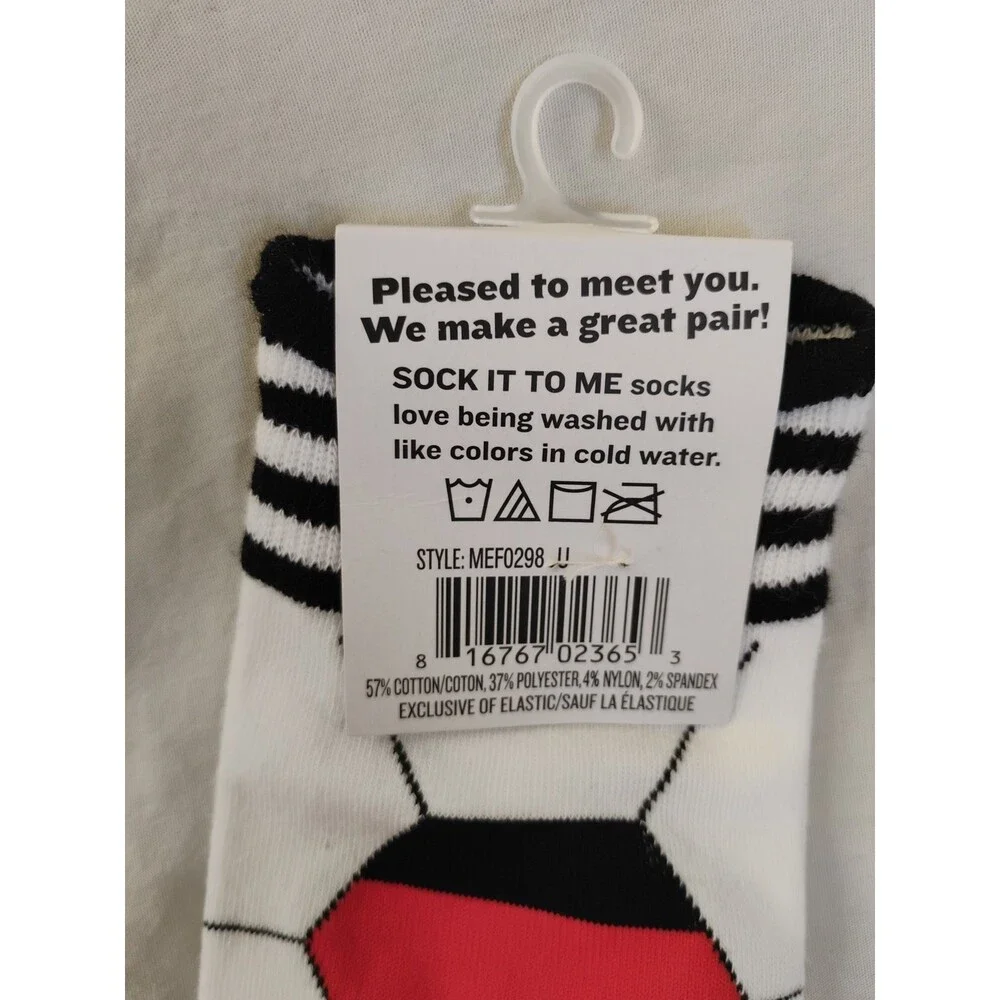 Pleased to meet you.
We make a great pair!
SOCK IT TO ME socks
love being washed with
like colors in cold water.
STYLE: MEF0298 U
8 16767 02365 3
57% COTTON/COTON, 37% POLYESTER, 4% NYLON, 2% SPANDEX
EXCLUSIVE OF ELASTIC/SAUF LA ÉLASTIQUE